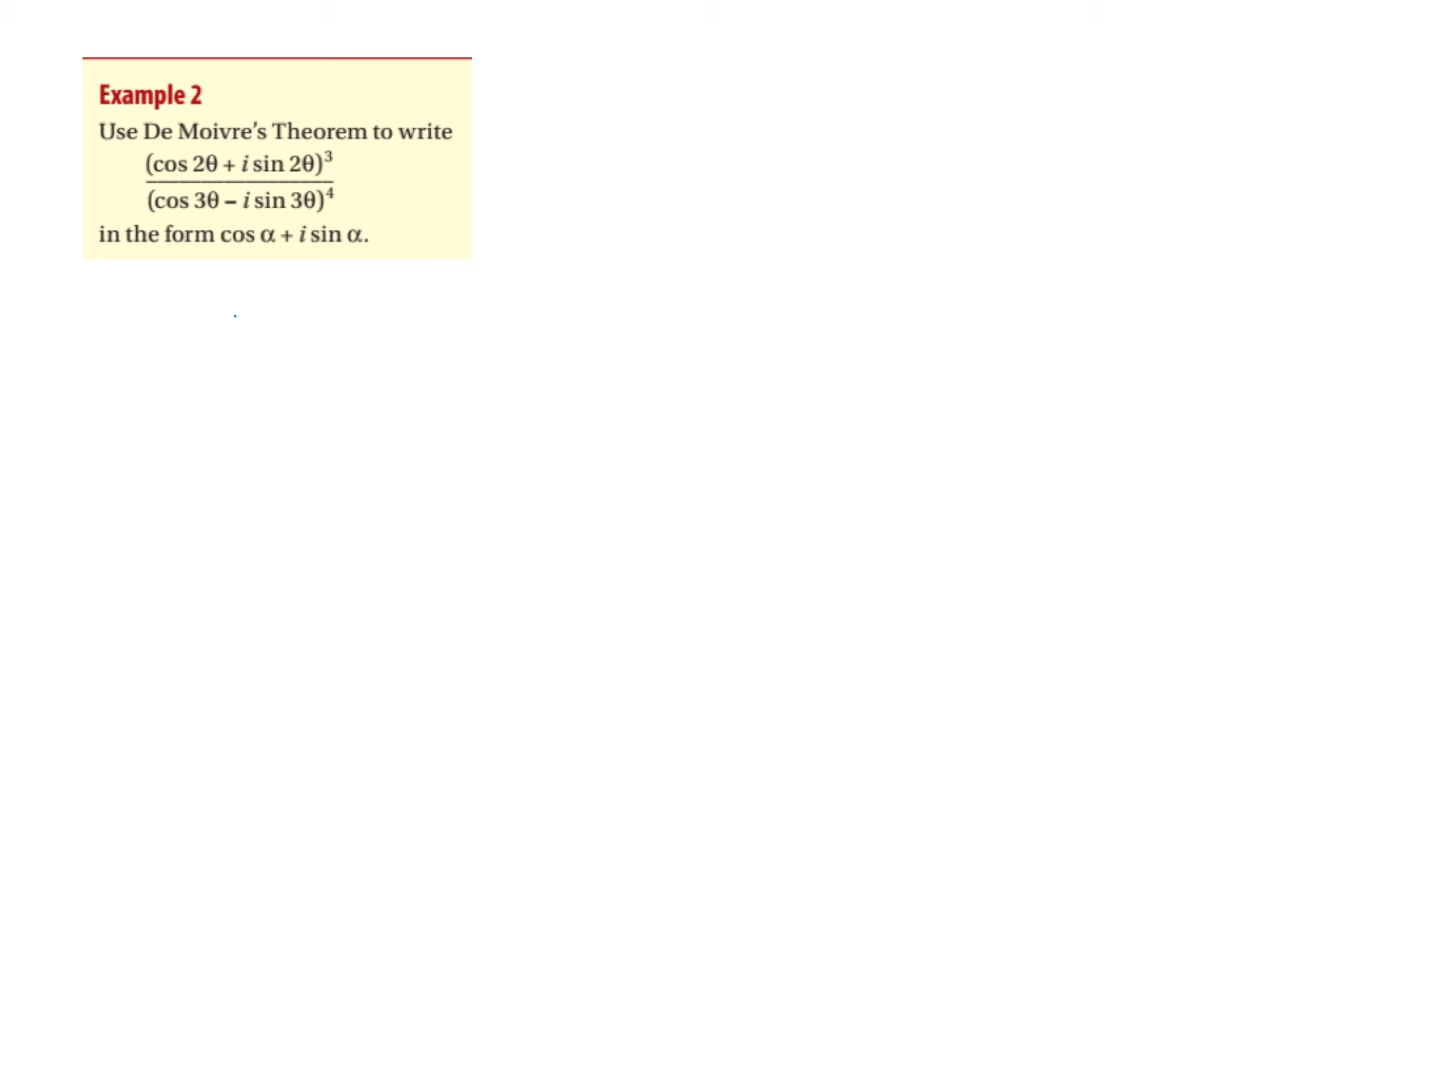 Example 2
Use De Moivre's Theorem to write
(cos 2θ + i sin 2θ)³
(cos 3θ – i sin 3θ)⁴
in the form cos α + i sin α.